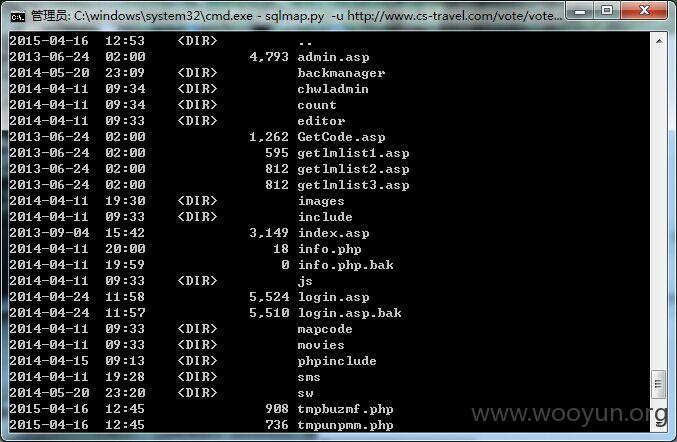 管理员: C:\windows\system32\cmd.exe - sqlmap.py -u http://www.cs-travel.com/vote/vote...
2015-04-16 12:53 <DIR> ..
2013-06-24 02:00 4,793 admin.asp
2014-05-20 23:09 <DIR> backmanager
2014-04-11 09:34 <DIR> chwladmin
2014-04-11 09:34 <DIR> count
2014-04-11 09:33 <DIR> editor
2013-06-24 02:00 1,262 GetCode.asp
2013-06-24 02:00 595 getlmlist1.asp
2013-06-24 02:00 812 getlmlist2.asp
2013-06-24 02:00 812 getlmlist3.asp
2014-04-11 19:30 <DIR> images
2014-04-11 09:33 <DIR> include
2013-09-04 15:42 3,149 index.asp
2014-04-11 20:00 18 info.php
2014-04-11 19:59 0 info.php.bak
2014-04-11 09:33 <DIR> js
2014-04-24 11:58 5,524 login.asp
2014-04-24 11:57 5,510 login.asp.bak
2014-04-11 09:33 <DIR> mapcode
2014-04-11 09:33 <DIR> movies
2014-04-15 09:13 <DIR> phpinclude
2014-04-11 19:28 <DIR> sms
2014-05-20 23:20 <DIR> sw
2015-04-16 12:45 908 tmpbuzmf.php
2015-04-16 12:45 736 tmpunpmm.php
www.wooyun.org